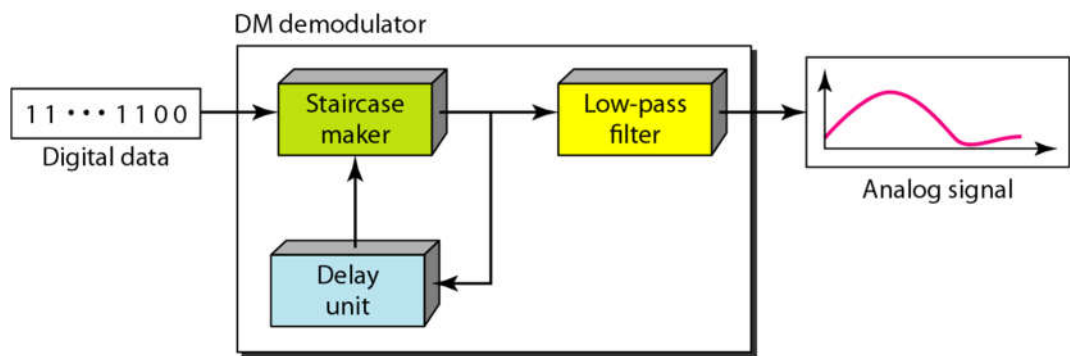 DM demodulator
11 ··· 1100
Digital data
Staircase
maker
Low-pass
filter
Analog signal
Delay
unit